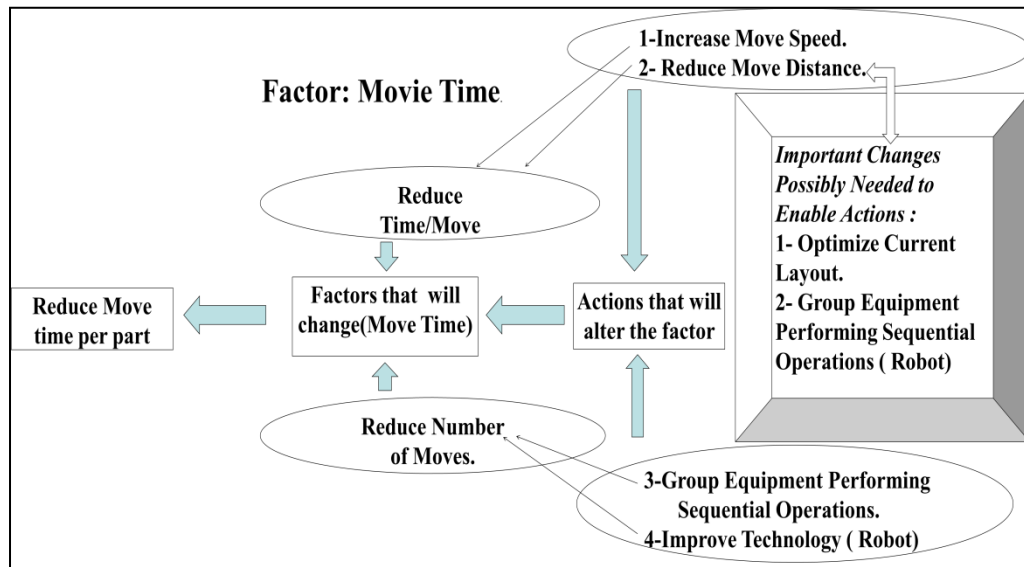 1-Increase Move Speed.
2- Reduce Move Distance.
Factor: Movie Time.
Important Changes
Possibly Needed to
Enable Actions :
1- Optimize Current
Layout.
2- Group Equipment
Performing Sequential
Operations ( Robot)
Reduce
Time/Move
Reduce Move
time per part
Factors that will
change(Move Time)
Actions that will
alter the factor
Reduce Number
of Moves.
3-Group Equipment Performing
Sequential Operations.
4-Improve Technology ( Robot)